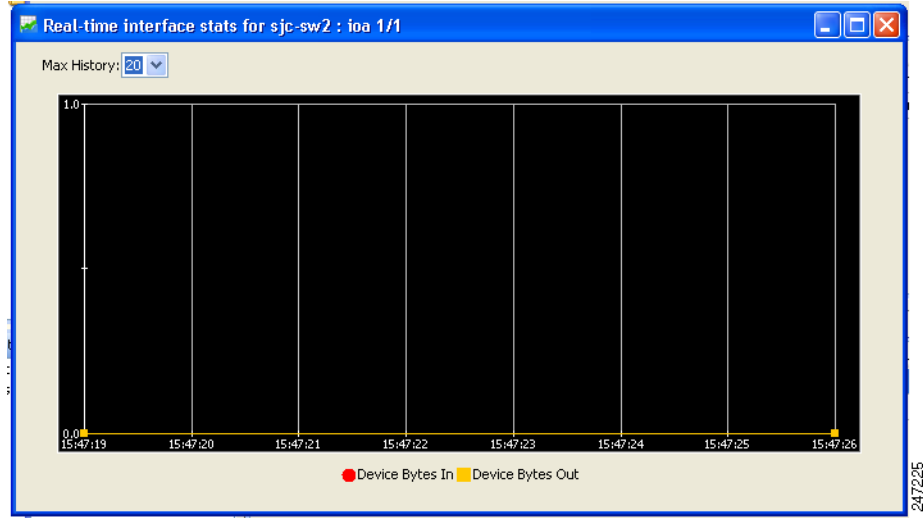 Real-time interface stats for sjc-sw2 : ioa 1/1
Max History: 20
1.0
0.0
15:47:19 15:47:20 15:47:21 15:47:22 15:47:23 15:47:24 15:47:25 15:47:26
Device Bytes In Device Bytes Out
247225